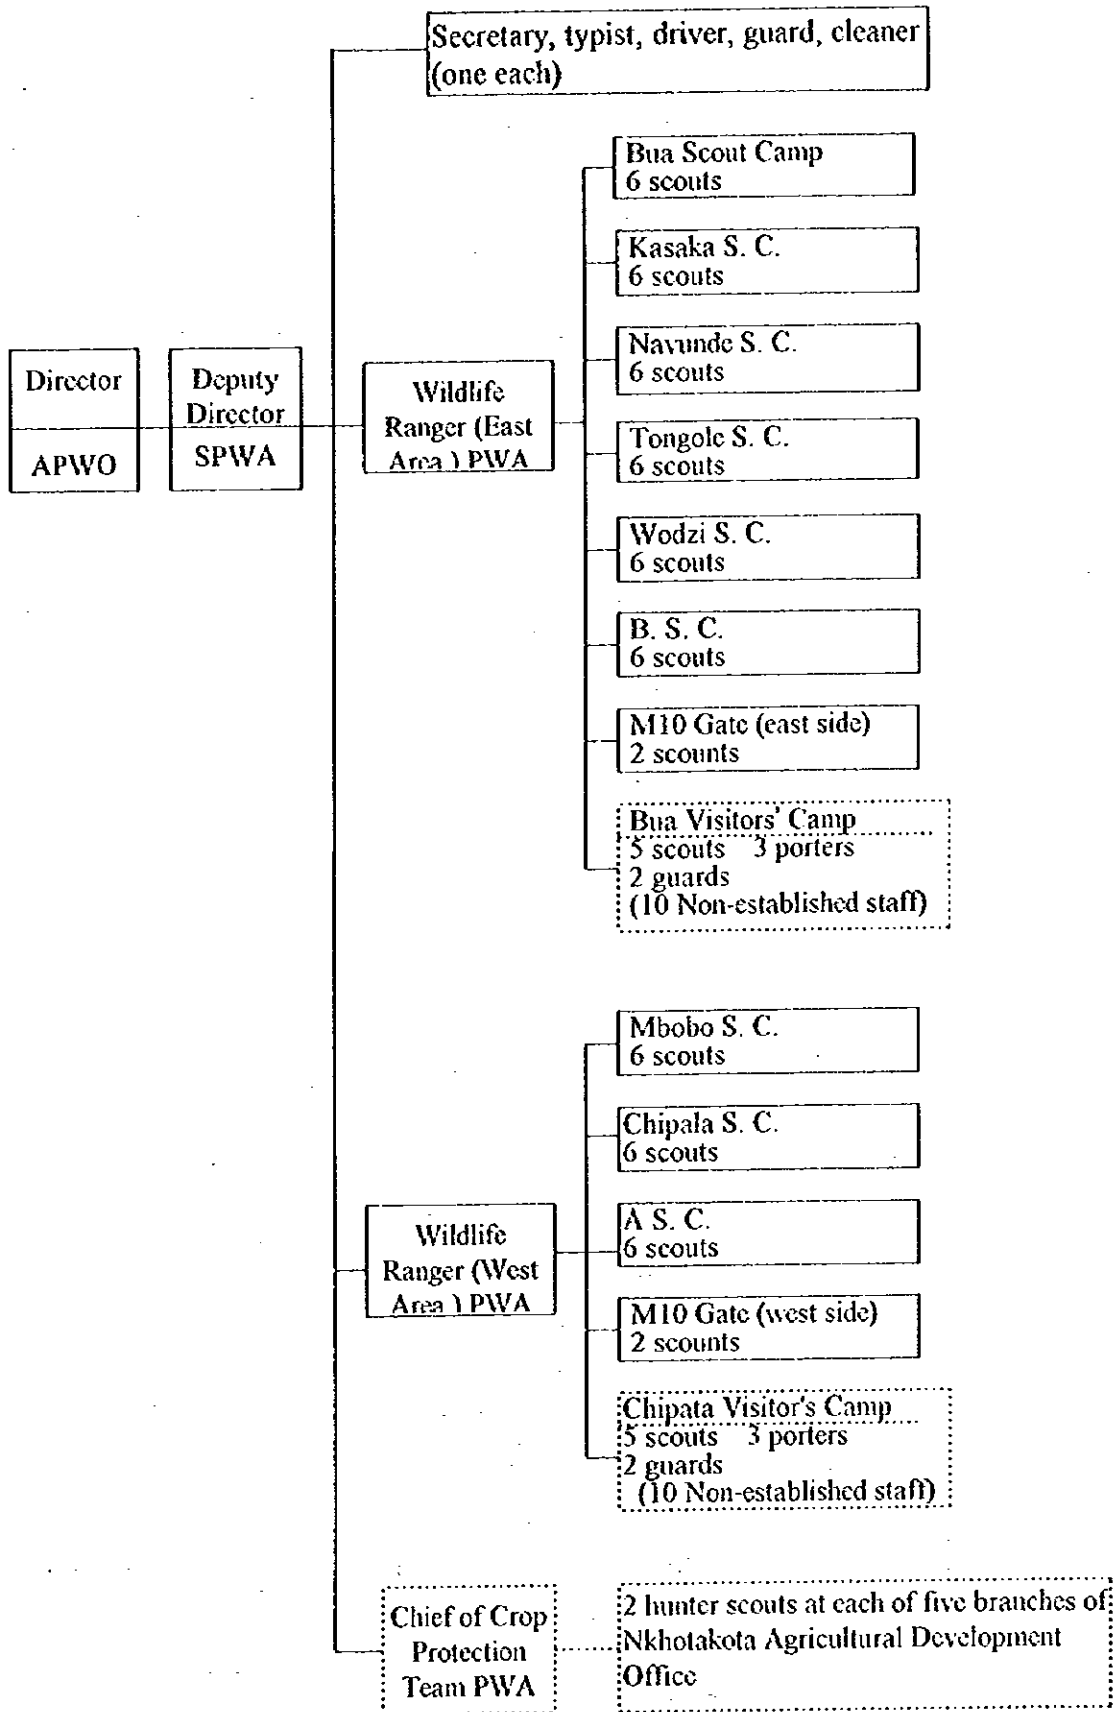 Secretary, typist, driver, guard, cleaner
(one each)
Bua Scout Camp
6 scouts
Kasaka S. C.
6 scouts
Navunde S. C.
6 scouts
Director
APWO
Deputy
Director
SPWA
Wildlife
Ranger (East
Area ) PWA
Tongole S. C.
6 scouts
Wodzi S. C.
6 scouts
B. S. C.
6 scouts
M10 Gate (east side)
2 scounts
Bua Visitors' Camp
5 scouts 3 porters
2 guards
(10 Non-established staff)
Mbobo S. C.
6 scouts
Chipala S. C.
6 scouts
Wildlife
Ranger (West
Area ) PWA
A S. C.
6 scouts
M10 Gate (west side)
2 scounts
Chipata Visitor's Camp
5 scouts 3 porters
2 guards
(10 Non-established staff)
Chief of Crop
Protection
Team PWA
2 hunter scouts at each of five branches of
Nkhotakota Agricultural Development
Office